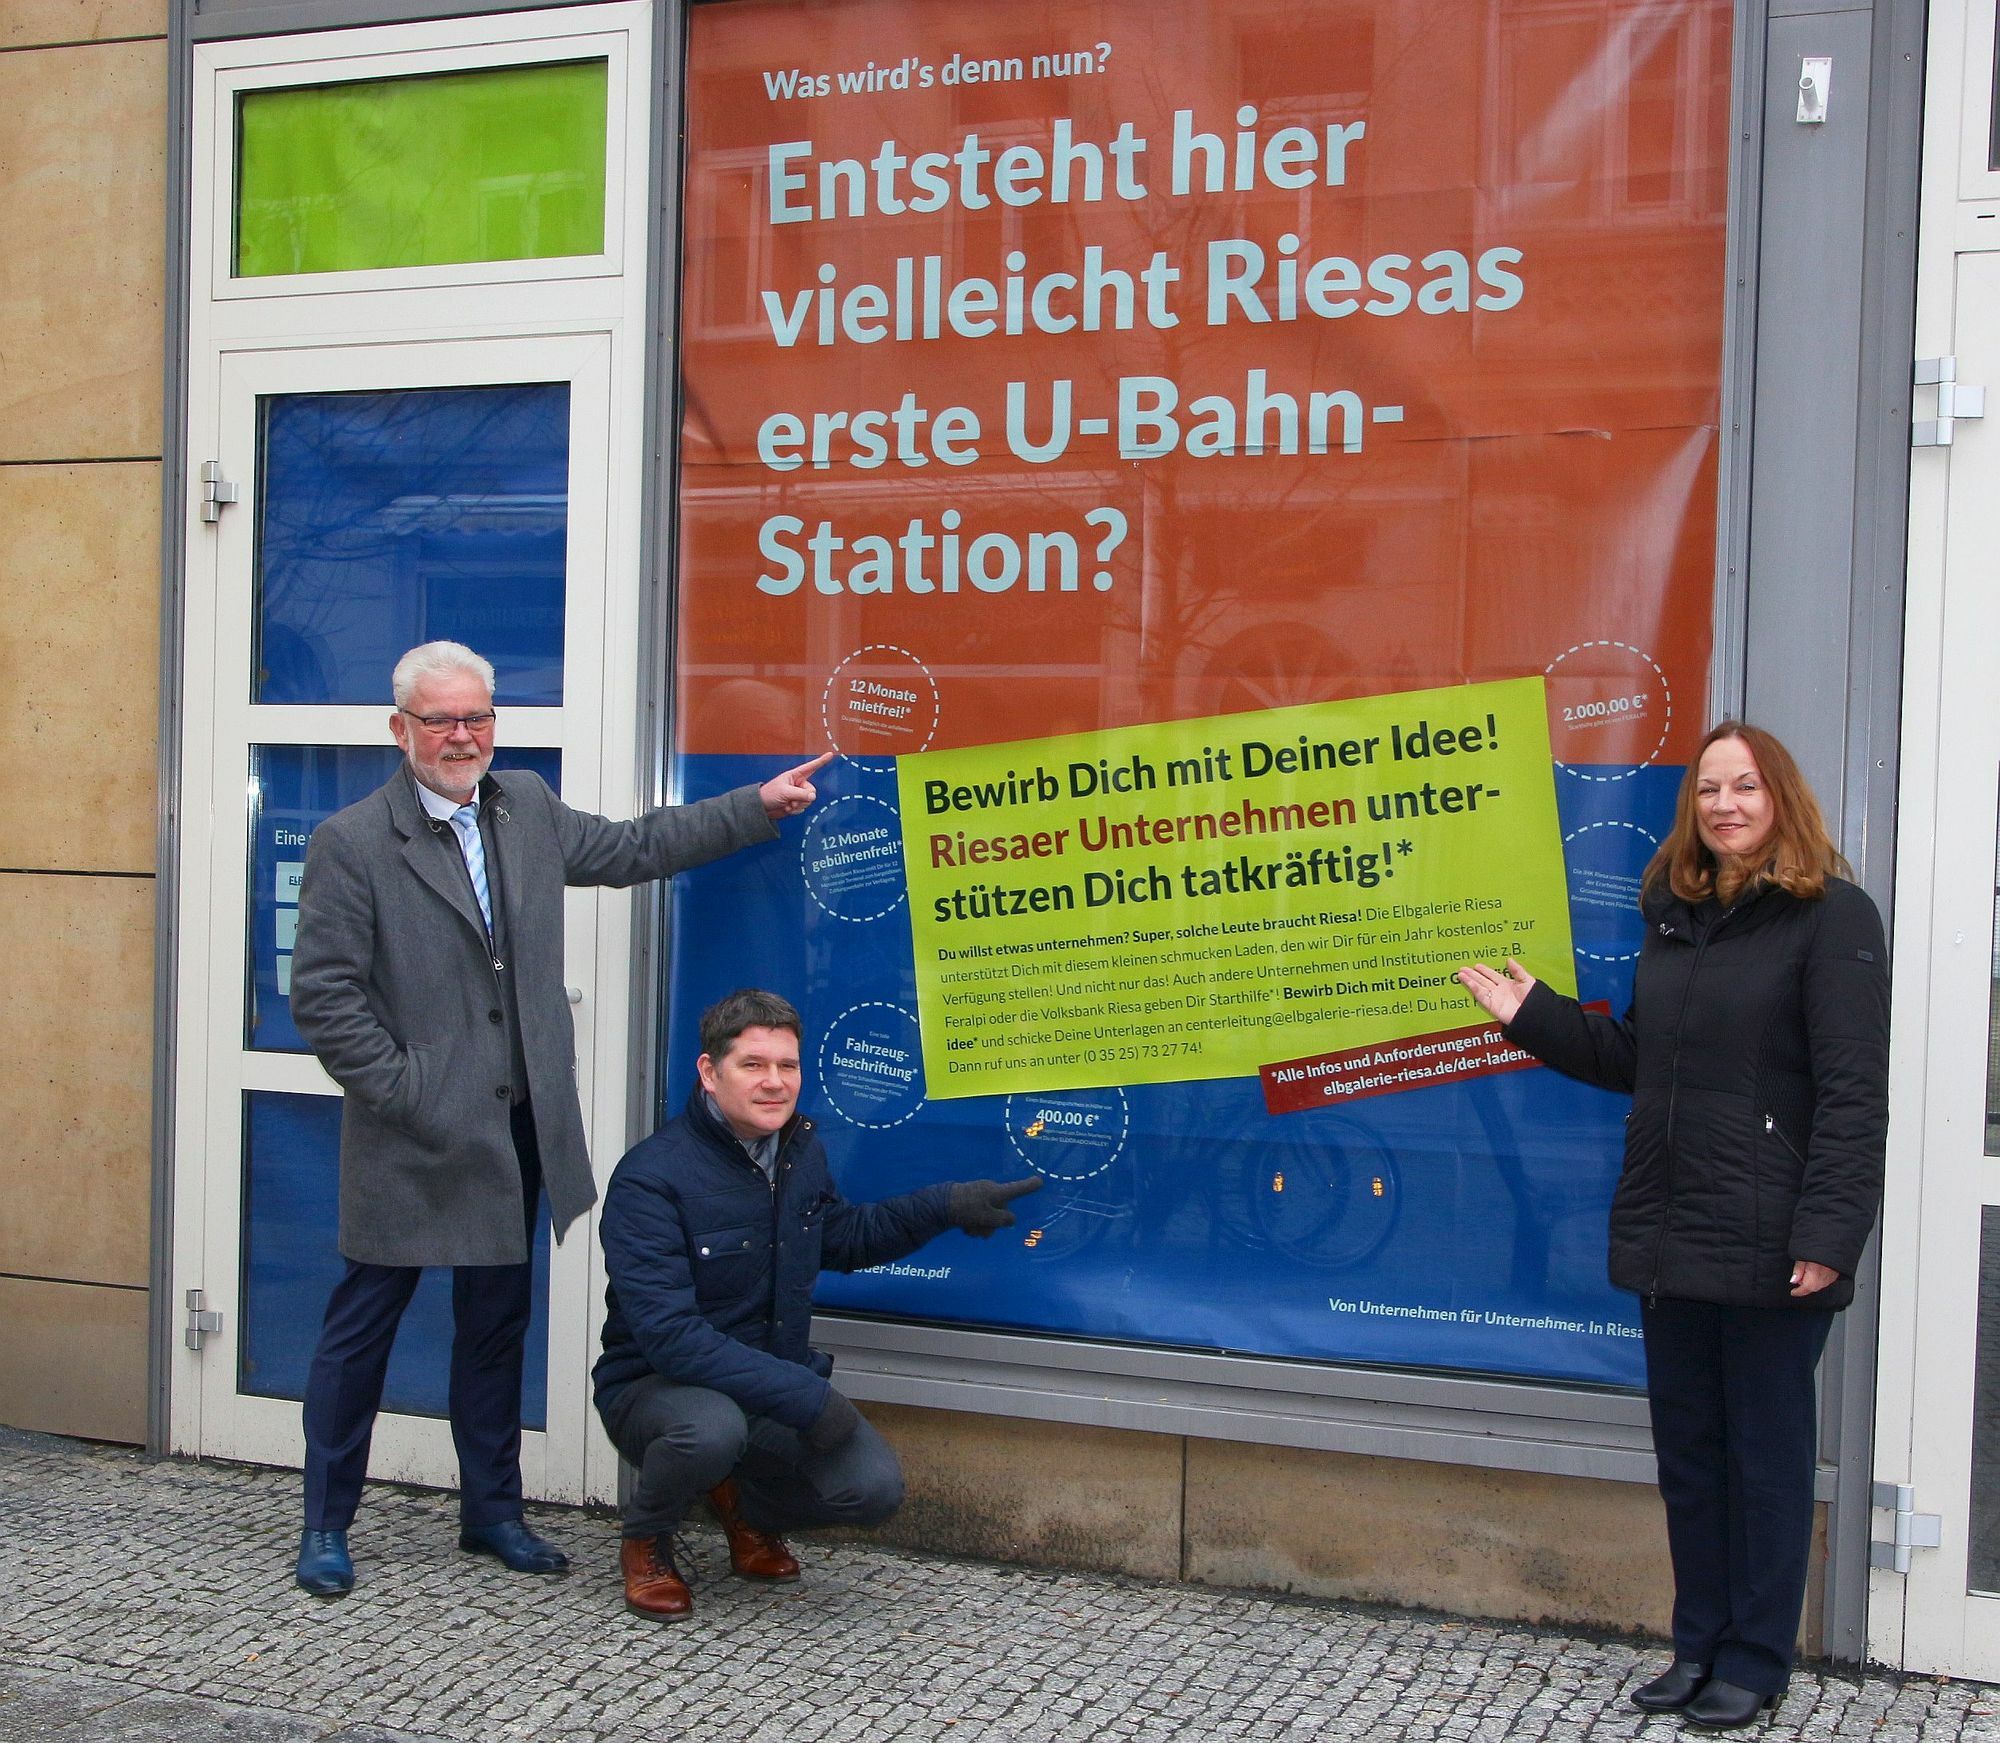 Was wird's denn nun?
Entsteht hier
vielleicht Riesas
erste U-Bahn-
Station?
12 Monate
mietfrei!*
2.000,00 €*
12 Monate
gebührenfrei!*
Bewirb Dich mit Deiner Idee!
Riesaer Unternehmen unter-
stützen Dich tatkräftig!*
Du willst etwas unternehmen? Super, solche Leute braucht Riesa! Die Elbgalerie Riesa
unterstützt Dich mit diesem kleinen schmucken Laden, den wir Dir für ein Jahr kostenlos* zur
Verfügung stellen! Und nicht nur das! Auch andere Unternehmen und Institutionen wie z.B.
Feralpi oder die Volksbank Riesa geben Dir Starthilfe*! Bewirb Dich mit Deiner
idee* und schicke Deine Unterlagen an centerleitung@elbgalerie-riesa.de! Du hast
Dann ruf uns an unter (0 35 25) 73 27 74!
*Alle Infos und Anforderungen
elbgalerie-riesa.de/der-laden.
Eine tolle
Fahrzeug-
beschriftung*
400,00 €*
Eine
/der-laden.pdf
Von Unternehmen für Unternehmer. In Riesa